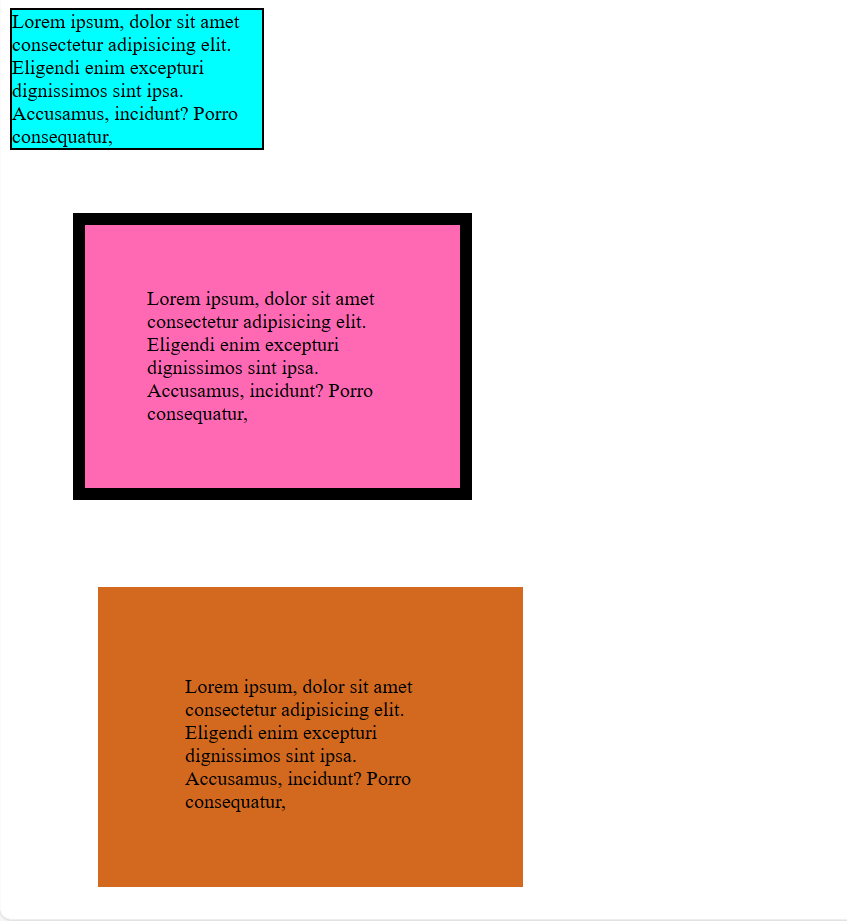 Lorem ipsum, dolor sit amet
consectetur adipisicing elit.
Eligendi enim excepturi
dignissimos sint ipsa.
Accusamus, incidunt? Porro
consequatur,
Lorem ipsum, dolor sit amet
consectetur adipisicing elit.
Eligendi enim excepturi
dignissimos sint ipsa.
Accusamus, incidunt? Porro
consequatur,
Lorem ipsum, dolor sit amet
consectetur adipisicing elit.
Eligendi enim excepturi
dignissimos sint ipsa.
Accusamus, incidunt? Porro
consequatur,